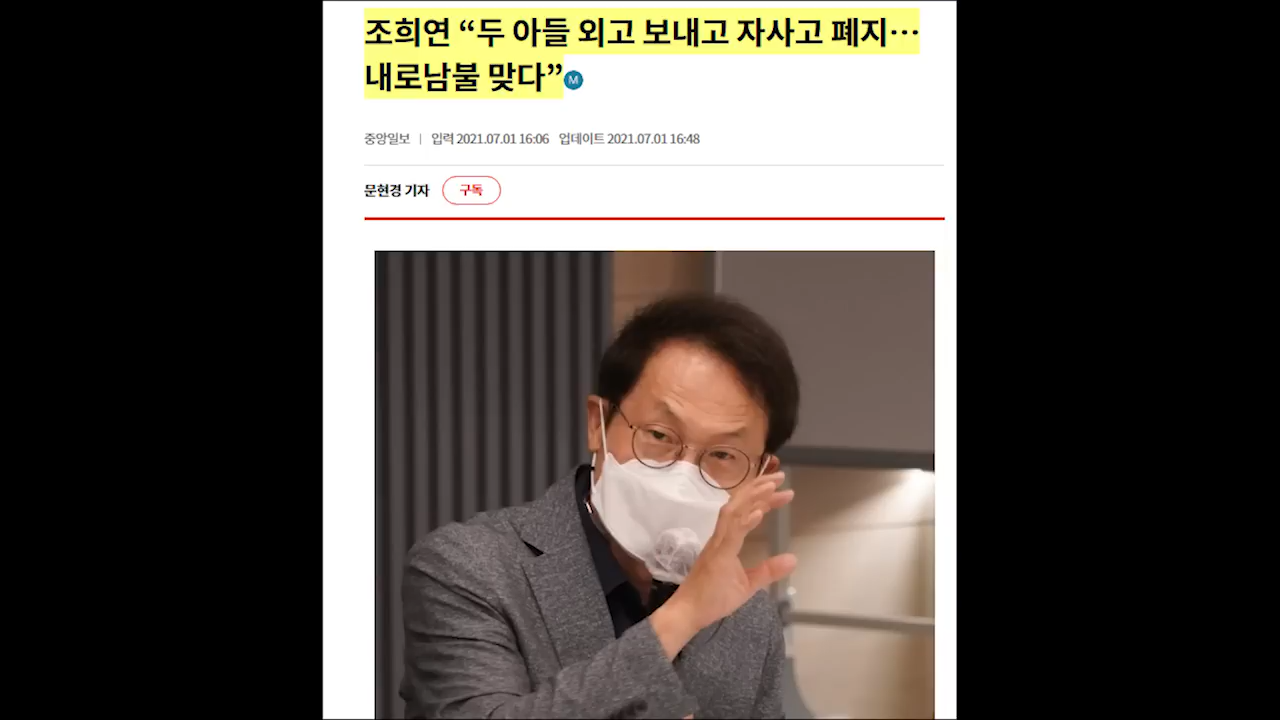 조희연 “두 아들 외고 보내고 자사고 폐지…
내로남불 맞다” M
중앙일보 | 입력 2021.07.01 16:06 업데이트 2021.07.01 16:48
문현경 기자 구독